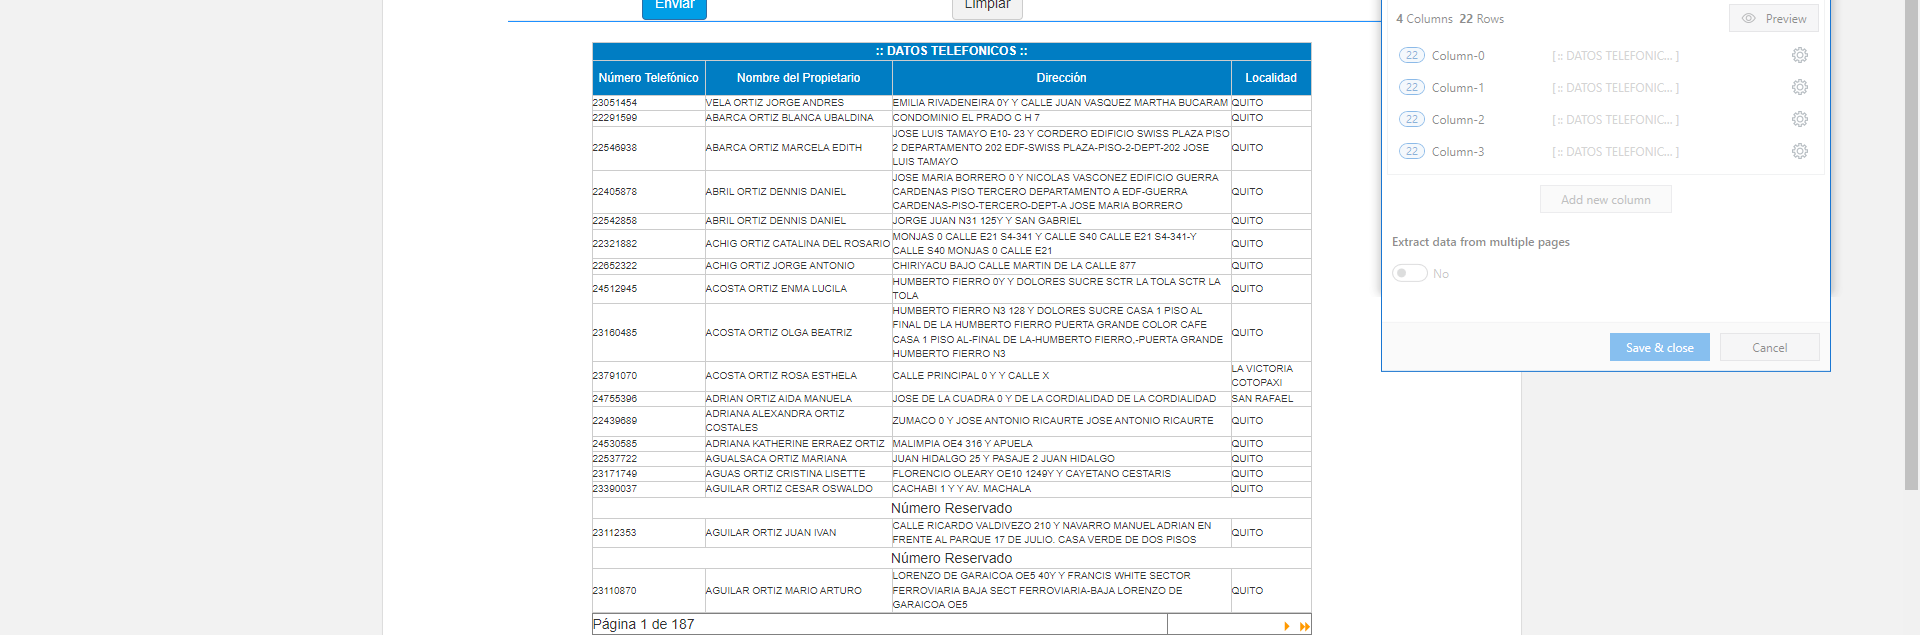 Enviar
Limpiar
:: DATOS TELEFONICOS ::
Número Telefónico Nombre del Propietario Dirección Localidad
23051454 VELA ORTIZ JORGE ANDRES EMILIA RIVADENEIRA 0Y Y CALLE JUAN VASQUEZ MARTHA BUCARAM QUITO
22291599 ABARCA ORTIZ BLANCA UBALDINA CONDOMINIO EL PRADO C H 7 QUITO
JOSE LUIS TAMAYO E10- 23 Y CORDERO EDIFICIO SWISS PLAZA PISO
22546938 ABARCA ORTIZ MARCELA EDITH 2 DEPARTAMENTO 202 EDF-SWISS PLAZA-PISO-2-DEPT-202 JOSE QUITO
LUIS TAMAYO
JOSE MARIA BORRERO 0 Y NICOLAS VASCONEZ EDIFICIO GUERRA
22405878 ABRIL ORTIZ DENNIS DANIEL CARDENAS PISO TERCERO DEPARTAMENTO A EDF-GUERRA QUITO
CARDENAS-PISO-TERCERO-DEPT-A JOSE MARIA BORRERO
22542858 ABRIL ORTIZ DENNIS DANIEL JORGE JUAN N31 125Y Y SAN GABRIEL QUITO
22321882 ACHIG ORTIZ CATALINA DEL ROSARIO MONJAS 0 CALLE E21 S4-341 Y CALLE S40 CALLE E21 S4-341-Y QUITO
CALLE S40 MONJAS 0 CALLE E21
22652322 ACHIG ORTIZ JORGE ANTONIO CHIRIYACU BAJO CALLE MARTIN DE LA CALLE 877 QUITO
24512945 ACOSTA ORTIZ ENMA LUCILA HUMBERTO FIERRO 0Y Y DOLORES SUCRE SCTR LA TOLA SCTR LA QUITO
TOLA
HUMBERTO FIERRO N3 128 Y DOLORES SUCRE CASA 1 PISO AL
23160485 ACOSTA ORTIZ OLGA BEATRIZ FINAL DE LA HUMBERTO FIERRO PUERTA GRANDE COLOR CAFE QUITO
CASA 1 PISO AL-FINAL DE LA-HUMBERTO FIERRO,-PUERTA GRANDE
HUMBERTO FIERRO N3
23791070 ACOSTA ORTIZ ROSA ESTHELA CALLE PRINCIPAL 0 Y Y CALLE X LA VICTORIA
COTOPAXI
24755396 ADRIAN ORTIZ AIDA MANUELA JOSE DE LA CUADRA 0 Y DE LA CORDIALIDAD DE LA CORDIALIDAD SAN RAFAEL
22439689 ADRIANA ALEXANDRA ORTIZ ZUMACO 0 Y JOSE ANTONIO RICAURTE JOSE ANTONIO RICAURTE QUITO
COSTALES
24530585 ADRIANA KATHERINE ERRAEZ ORTIZ MALIMPIA OE4 316 Y APUELA QUITO
22537722 AGUALSACA ORTIZ MARIANA JUAN HIDALGO 25 Y PASAJE 2 JUAN HIDALGO QUITO
23171749 AGUAS ORTIZ CRISTINA LISETTE FLORENCIO OLEARY OE10 1249Y Y CAYETANO CESTARIS QUITO
23390037 AGUILAR ORTIZ CESAR OSWALDO CACHABI 1 Y Y AV. MACHALA QUITO
Número Reservado
23112353 AGUILAR ORTIZ JUAN IVAN CALLE RICARDO VALDIVEZO 210 Y NAVARRO MANUEL ADRIAN EN QUITO
FRENTE AL PARQUE 17 DE JULIO. CASA VERDE DE DOS PISOS
Número Reservado
LORENZO DE GARAICOA OE5 40Y Y FRANCIS WHITE SECTOR
23110870 AGUILAR ORTIZ MARIO ARTURO FERROVIARIA BAJA SECT FERROVIARIA-BAJA LORENZO DE QUITO
GARAICOA OE5
Página 1 de 187
4 Columns 22 Rows
Preview
22 Column-0 [:: DATOS TELEFONIC... ]
22 Column-1 [:: DATOS TELEFONIC... ]
22 Column-2 [:: DATOS TELEFONIC... ]
22 Column-3 [:: DATOS TELEFONIC... ]
Add new column
Extract data from multiple pages
No
Save & close
Cancel